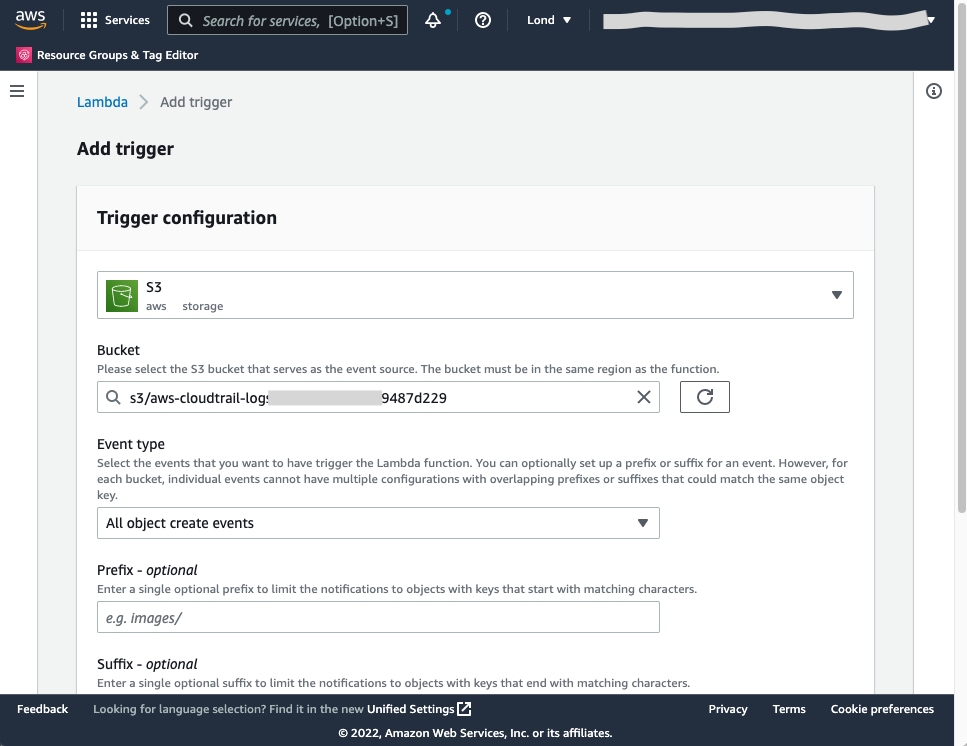 aws
Services
Search for services, [Option+S]
Lond
Resource Groups & Tag Editor
Lambda
Add trigger
Add trigger
Trigger configuration
S3
aws storage
Bucket
Please select the S3 bucket that serves as the event source. The bucket must be in the same region as the function.
s3/aws-cloudtrail-logs 9487d229
Event type
Select the events that you want to have trigger the Lambda function. You can optionally set up a prefix or suffix for an event. However, for
each bucket, individual events cannot have multiple configurations with overlapping prefixes or suffixes that could match the same object
key.
All object create events
Prefix - optional
Enter a single optional prefix to limit the notifications to objects with keys that start with matching characters.
e.g. images/
Suffix - optional
Enter a single optional suffix to limit the notifications to objects with keys that end with matching characters.
Feedback
Looking for language selection? Find it in the new Unified Settings
Privacy
Terms
Cookie preferences
© 2022, Amazon Web Services, Inc. or its affiliates.